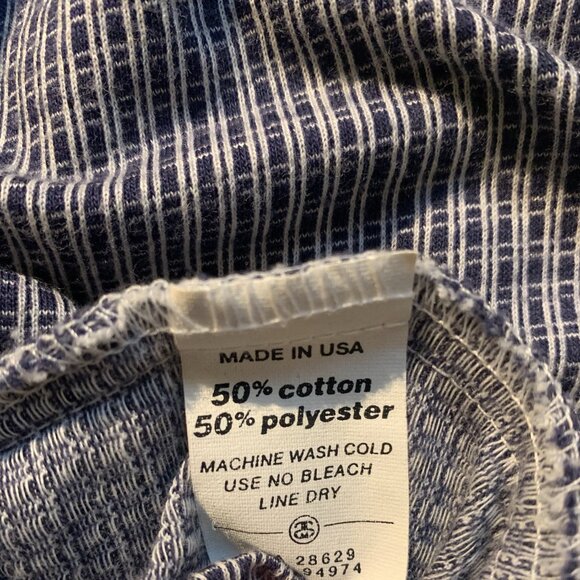 MADE IN USA
50% cotton
50% polyester
MACHINE WASH COLD
USE NO BLEACH
LINE DRY
28629
94974